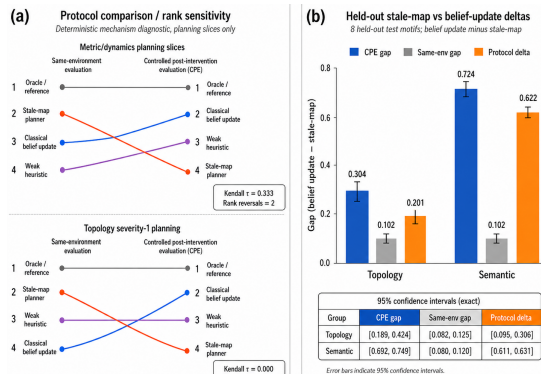 (a)
Protocol comparison / rank sensitivity
Deterministic mechanism diagnostic, planning slices only
Metric/dynamics planning slices
Same-environment
evaluation
Controlled post-intervention
evaluation (CPE)
1 Oracle /
reference
1 Oracle /
reference
2 Stale-map
planner
2 Classical
belief update
3 Classical
belief update
3 Weak
heuristic
4 Weak
heuristic
4 Stale-map
planner
Kendall τ = 0.333
Rank reversals = 2
Topology severity-1 planning
Same-environment
evaluation
Controlled post-intervention
evaluation (CPE)
1 Oracle /
reference
1 Oracle /
reference
2 Stale-map
planner
2 Classical
belief update
3 Weak
heuristic
3 Weak
heuristic
4 Classical
belief update
4 Stale-map
planner
Kendall τ = 0.000
(b)
Held-out stale-map vs belief-update deltas
8 held-out test motifs; belief update minus stale-map
CPE gap Same-env gap Protocol delta
Gap (belief update − stale-map)
0.8
0.6
0.4
0.2
0.0
0.304
0.102
0.201
0.724
0.102
0.622
Topology Semantic
95% confidence intervals (exact)
Group CPE gap Same-env gap Protocol delta
Topology [0.189, 0.424] [0.082, 0.125] [0.095, 0.306]
Semantic [0.692, 0.749] [0.080, 0.120] [0.611, 0.631]
Error bars indicate 95% confidence intervals.